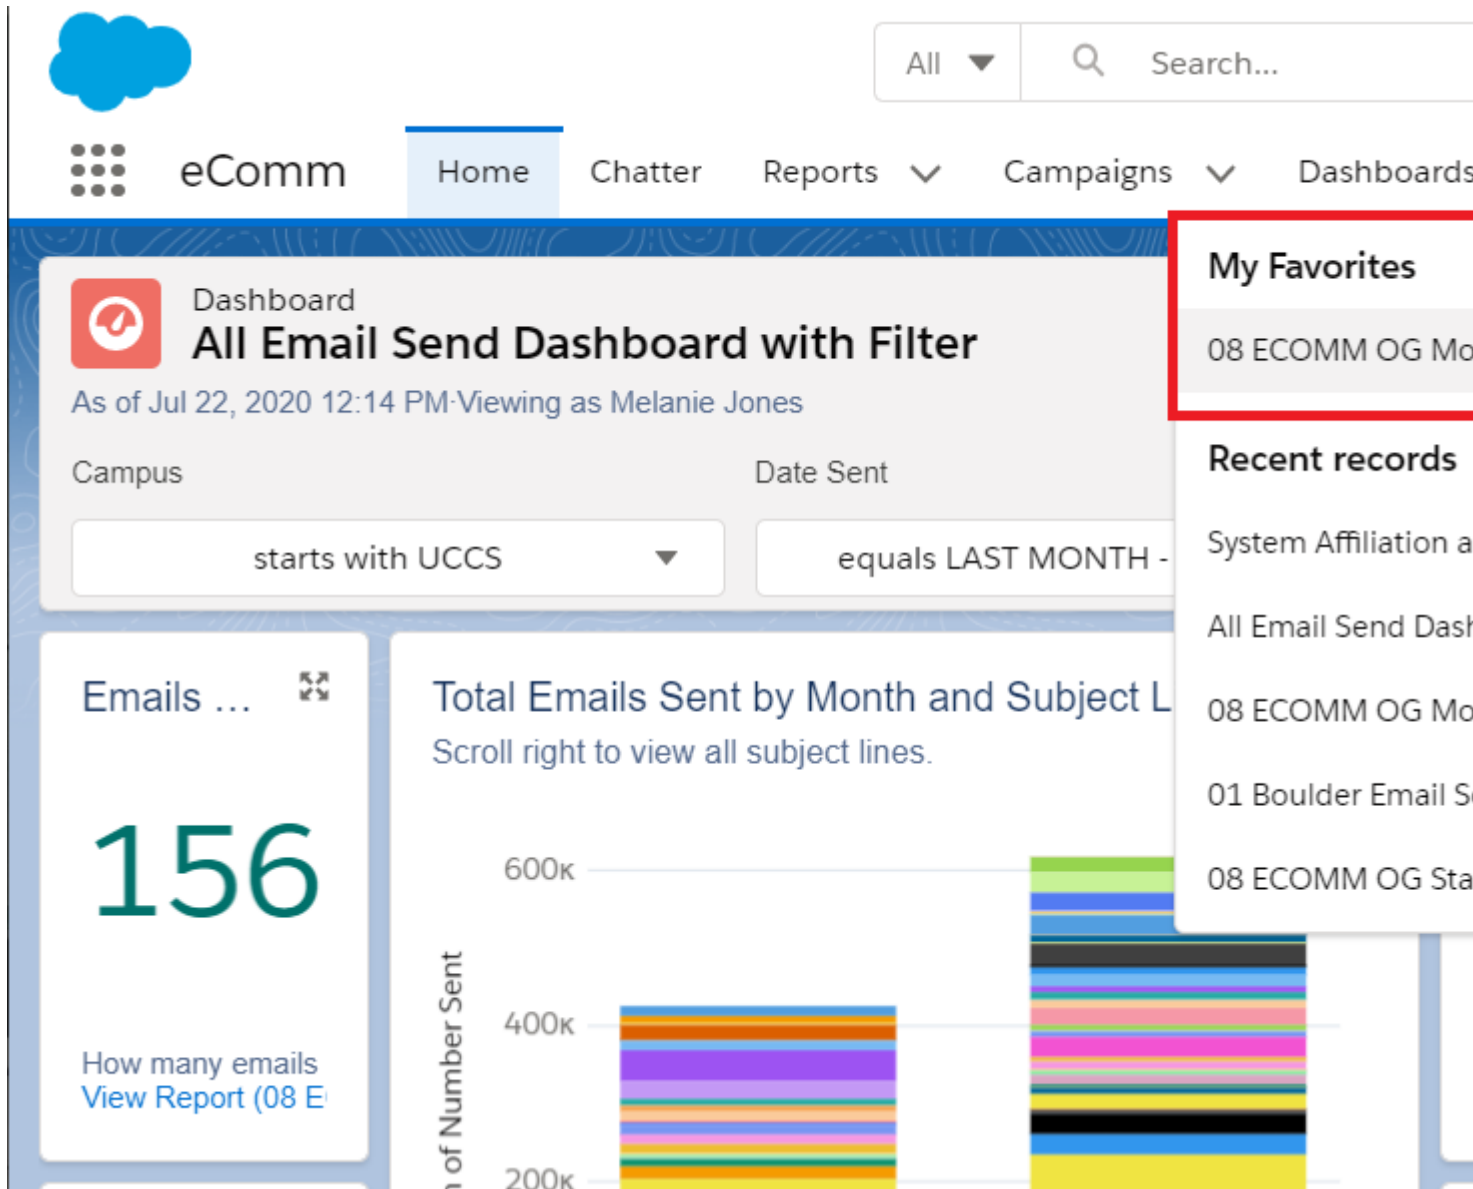 All
Search...
eComm
Home
Chatter
Reports
Campaigns
Dashboards
Dashboard
All Email Send Dashboard with Filter
As of Jul 22, 2020 12:14 PM·Viewing as Melanie Jones
Campus
Date Sent
starts with UCCS
equals LAST MONTH -
My Favorites
08 ECOMM OG Mo
Recent records
System Affiliation a
All Email Send Dash
08 ECOMM OG Mo
01 Boulder Email Se
08 ECOMM OG Sta
Emails ...
156
How many emails
View Report (08 E
Total Emails Sent by Month and Subject L
Scroll right to view all subject lines.
of Number Sent
600K
400K
200K